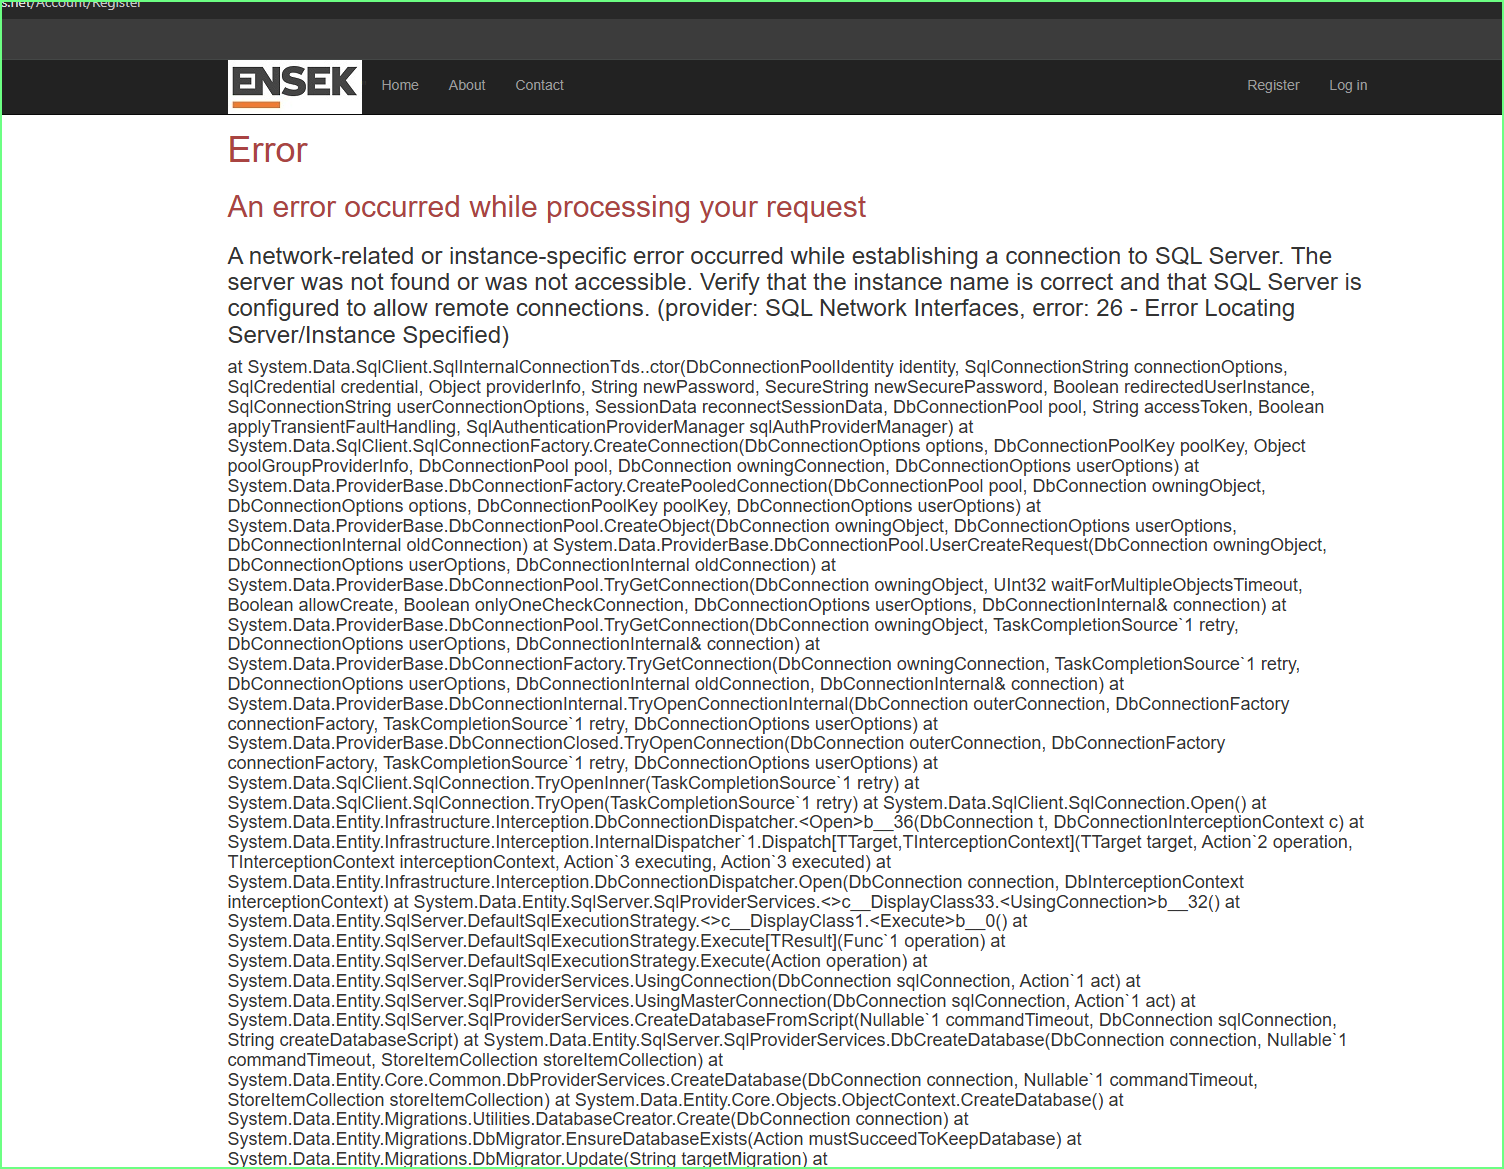 s.net/Account/Register
ENSEK
Home
About
Contact
Register
Log in
Error
An error occurred while processing your request
A network-related or instance-specific error occurred while establishing a connection to SQL Server. The
server was not found or was not accessible. Verify that the instance name is correct and that SQL Server is
configured to allow remote connections. (provider: SQL Network Interfaces, error: 26 - Error Locating
Server/Instance Specified)
at System.Data.SqlClient.SqlInternalConnectionTds..ctor(DbConnectionPoolIdentity identity, SqlConnectionString connectionOptions,
SqlCredential credential, Object providerInfo, String newPassword, SecureString newSecurePassword, Boolean redirectedUserInstance,
SqlConnectionString userConnectionOptions, SessionData reconnectSessionData, DbConnectionPool pool, String accessToken, Boolean
applyTransientFaultHandling, SqlAuthenticationProviderManager sqlAuthProviderManager) at
System.Data.SqlClient.SqlConnectionFactory.CreateConnection(DbConnectionOptions options, DbConnectionPoolKey poolKey, Object
poolGroupProviderInfo, DbConnectionPool pool, DbConnection owningConnection, DbConnectionOptions userOptions) at
System.Data.ProviderBase.DbConnectionFactory.CreatePooledConnection(DbConnectionPool pool, DbConnection owningObject,
DbConnectionOptions options, DbConnectionPoolKey poolKey, DbConnectionOptions userOptions) at
System.Data.ProviderBase.DbConnectionPool.CreateObject(DbConnection owningObject, DbConnectionOptions userOptions,
DbConnectionInternal oldConnection) at System.Data.ProviderBase.DbConnectionPool.UserCreateRequest(DbConnection owningObject,
DbConnectionOptions userOptions, DbConnectionInternal oldConnection) at
System.Data.ProviderBase.DbConnectionPool.TryGetConnection(DbConnection owningObject, UInt32 waitForMultipleObjectsTimeout,
Boolean allowCreate, Boolean onlyOneCheckConnection, DbConnectionOptions userOptions, DbConnectionInternal& connection) at
System.Data.ProviderBase.DbConnectionPool.TryGetConnection(DbConnection owningObject, TaskCompletionSource`1 retry,
DbConnectionOptions userOptions, DbConnectionInternal& connection) at
System.Data.ProviderBase.DbConnectionFactory.TryGetConnection(DbConnection owningConnection, TaskCompletionSource`1 retry,
DbConnectionOptions userOptions, DbConnectionInternal oldConnection, DbConnectionInternal& connection) at
System.Data.ProviderBase.DbConnectionInternal.TryOpenConnectionInternal(DbConnection outerConnection, DbConnectionFactory
connectionFactory, TaskCompletionSource`1 retry, DbConnectionOptions userOptions) at
System.Data.ProviderBase.DbConnectionClosed.TryOpenConnection(DbConnection outerConnection, DbConnectionFactory
connectionFactory, TaskCompletionSource`1 retry, DbConnectionOptions userOptions) at
System.Data.SqlClient.SqlConnection.TryOpenInner(TaskCompletionSource`1 retry) at
System.Data.SqlClient.SqlConnection.TryOpen(TaskCompletionSource`1 retry) at System.Data.SqlClient.SqlConnection.Open() at
System.Data.Entity.Infrastructure.Interception.DbConnectionDispatcher.<Open>b__36(DbConnection t, DbConnectionInterceptionContext c) at
System.Data.Entity.Infrastructure.Interception.InternalDispatcher`1.Dispatch[TTarget,TInterceptionContext](TTarget target, Action`2 operation,
TInterceptionContext interceptionContext, Action`3 executing, Action`3 executed) at
System.Data.Entity.Infrastructure.Interception.DbConnectionDispatcher.Open(DbConnection connection, DbInterceptionContext
interceptionContext) at System.Data.Entity.SqlServer.SqlProviderServices.<>c__DisplayClass33.<UsingConnection>b__32() at
System.Data.Entity.SqlServer.DefaultSqlExecutionStrategy.<>c__DisplayClass1.<Execute>b__0() at
System.Data.Entity.SqlServer.DefaultSqlExecutionStrategy.Execute[TResult](Func`1 operation) at
System.Data.Entity.SqlServer.DefaultSqlExecutionStrategy.Execute(Action operation) at
System.Data.Entity.SqlServer.SqlProviderServices.UsingConnection(DbConnection sqlConnection, Action`1 act) at
System.Data.Entity.SqlServer.SqlProviderServices.UsingMasterConnection(DbConnection sqlConnection, Action`1 act) at
System.Data.Entity.SqlServer.SqlProviderServices.CreateDatabaseFromScript(Nullable`1 commandTimeout, DbConnection sqlConnection,
String createDatabaseScript) at System.Data.Entity.SqlServer.SqlProviderServices.DbCreateDatabase(DbConnection connection, Nullable`1
commandTimeout, StoreItemCollection storeItemCollection) at
System.Data.Entity.Core.Common.DbProviderServices.CreateDatabase(DbConnection connection, Nullable`1 commandTimeout,
StoreItemCollection storeItemCollection) at System.Data.Entity.Core.Objects.ObjectContext.CreateDatabase() at
System.Data.Entity.Migrations.Utilities.DatabaseCreator.Create(DbConnection connection) at
System.Data.Entity.Migrations.DbMigrator.EnsureDatabaseExists(Action mustSucceedToKeepDatabase) at
System.Data.Entity.Migrations.DbMigrator.Update(String targetMigration) at